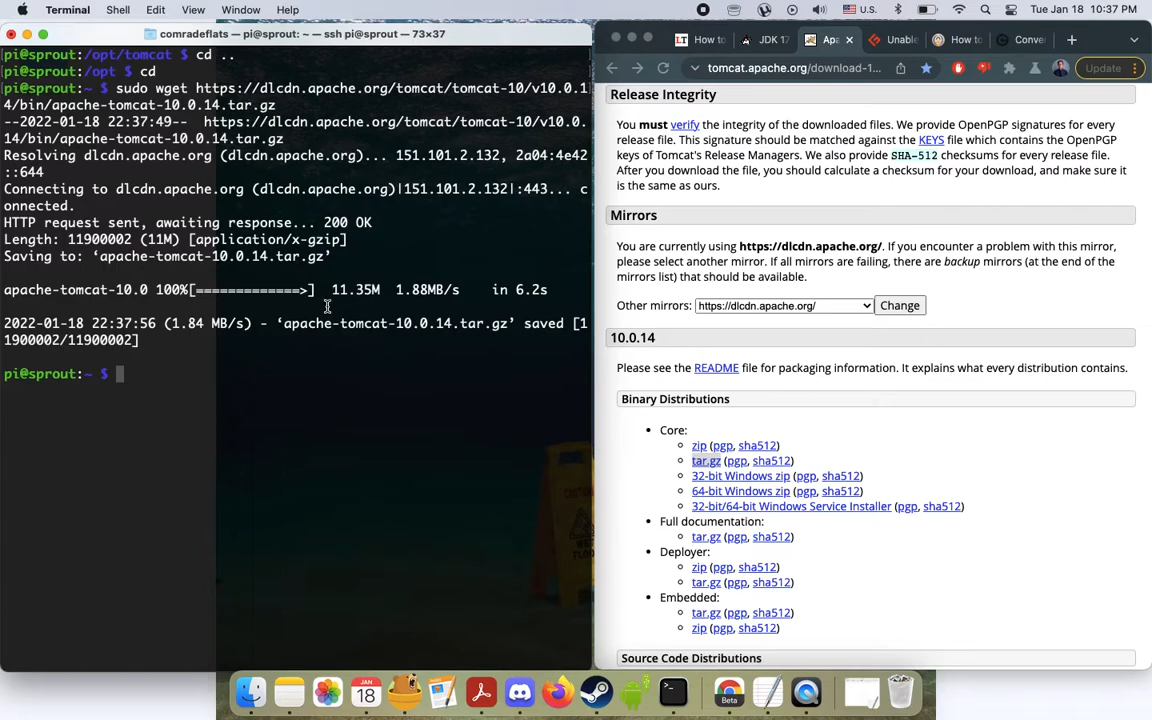 Terminal Shell Edit View Window Help U.S. Tue Jan 18 10:37 PM
comradeflats — pi@sprout: ~ — ssh pi@sprout — 73×37
pi@sprout:/opt/tomcat $ cd ..
pi@sprout:/opt $ cd
pi@sprout:~ $ sudo wget https://dlcdn.apache.org/tomcat/tomcat-10/v10.0.1
4/bin/apache-tomcat-10.0.14.tar.gz
--2022-01-18 22:37:49-- https://dlcdn.apache.org/tomcat/tomcat-10/v10.0.
14/bin/apache-tomcat-10.0.14.tar.gz
Resolving dlcdn.apache.org (dlcdn.apache.org)... 151.101.2.132, 2a04:4e42
::644
Connecting to dlcdn.apache.org (dlcdn.apache.org)|151.101.2.132|:443... c
onnected.
HTTP request sent, awaiting response... 200 OK
Length: 11900002 (11M) [application/x-gzip]
Saving to: ‘apache-tomcat-10.0.14.tar.gz’
apache-tomcat-10.0 100%[=============>] 11.35M 1.88MB/s in 6.2s
2022-01-18 22:37:56 (1.84 MB/s) - ‘apache-tomcat-10.0.14.tar.gz’ saved [1
1900002/11900002]
pi@sprout:~ $
LT How to JDK 17 Apa Unable How to Conver
tomcat.apache.org/download-1... Update
Release Integrity
You must verify the integrity of the downloaded files. We provide OpenPGP signatures for every
release file. This signature should be matched against the KEYS file which contains the OpenPGP
keys of Tomcat's Release Managers. We also provide SHA-512 checksums for every release file.
After you download the file, you should calculate a checksum for your download, and make sure it
is the same as ours.
Mirrors
You are currently using https://dlcdn.apache.org/. If you encounter a problem with this mirror,
please select another mirror. If all mirrors are failing, there are backup mirrors (at the end of the
mirrors list) that should be available.
Other mirrors: https://dlcdn.apache.org/ Change
10.0.14
Please see the README file for packaging information. It explains what every distribution contains.
Binary Distributions
Core:
zip (pgp, sha512)
tar.gz (pgp, sha512)
32-bit Windows zip (pgp, sha512)
64-bit Windows zip (pgp, sha512)
32-bit/64-bit Windows Service Installer (pgp, sha512)
Full documentation:
tar.gz (pgp, sha512)
Deployer:
zip (pgp, sha512)
tar.gz (pgp, sha512)
Embedded:
tar.gz (pgp, sha512)
zip (pgp, sha512)
Source Code Distributions
JAN
18
Beta